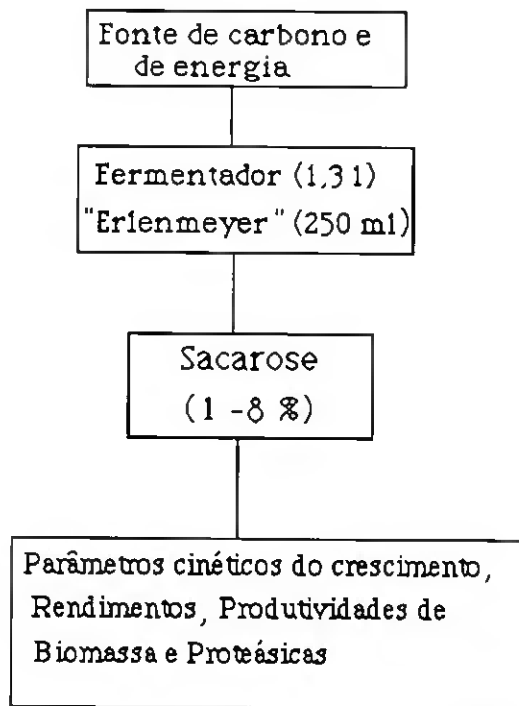 Fonte de carbono e
de energia
Fermentador (1,3 l)
"Erlenmeyer" (250 ml)
Sacarose
(1 -8 %)
Parâmetros cinéticos do crescimento,
Rendimentos, Produtividades de
Biomassa e Proteásicas